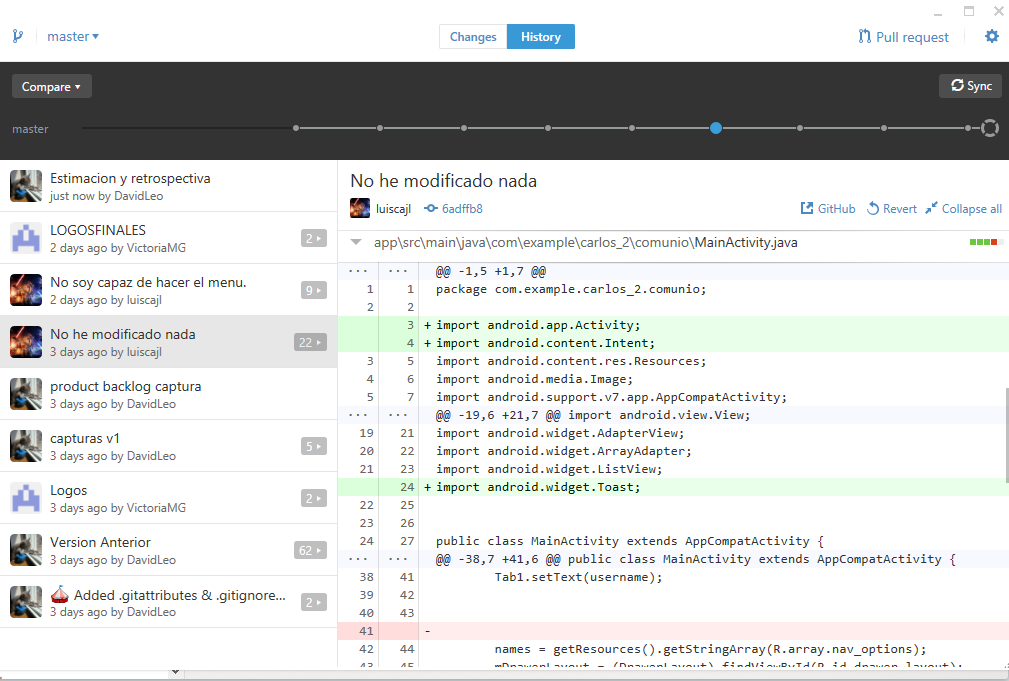 master
Changes
History
Pull request
Compare
Sync
master
Estimacion y retrospectiva
just now by DavidLeo
LOGOSFINALES
2 days ago by VictoriaMG
2
No soy capaz de hacer el menu.
2 days ago by luiscajl
9
No he modificado nada
3 days ago by luiscajl
22
product backlog captura
3 days ago by DavidLeo
capturas v1
3 days ago by DavidLeo
5
Logos
3 days ago by VictoriaMG
2
Version Anterior
3 days ago by DavidLeo
62
Added .gitattributes & .gitignore...
3 days ago by DavidLeo
2
No he modificado nada
luiscajl 6adffb8
GitHub Revert Collapse all
app\src\main\java\com\example\carlos_2\comunio\MainActivity.java
... ... @@ -1,5 +1,7 @@
1 1 package com.example.carlos_2.comunio;
2 2
3 + import android.app.Activity;
4 + import android.content.Intent;
3 5 import android.content.res.Resources;
4 6 import android.media.Image;
5 7 import android.support.v7.app.AppCompatActivity;
... ... @@ -19,6 +21,7 @@ import android.view.View;
19 21 import android.widget.AdapterView;
20 22 import android.widget.ArrayAdapter;
21 23 import android.widget.ListView;
24 + import android.widget.Toast;
22 25
23 26
24 27 public class MainActivity extends AppCompatActivity {
... ... @@ -38,7 +41,6 @@ public class MainActivity extends AppCompatActivity {
38 41 Tab1.setText(username);
39 42
40 43
41 -
42 44 names = getResources().getStringArray(R.array.nav_options);
43 45 mDrawerLayout = (DrawerLayout) findViewById(R.id.drawer_layout);